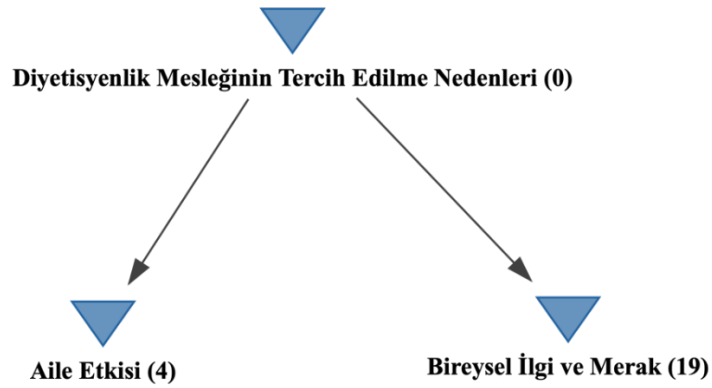 Diyetisyenlik Mesleğinin Tercih Edilme Nedenleri (0)
Aile Etkisi (4)
Bireysel İlgi ve Merak (19)